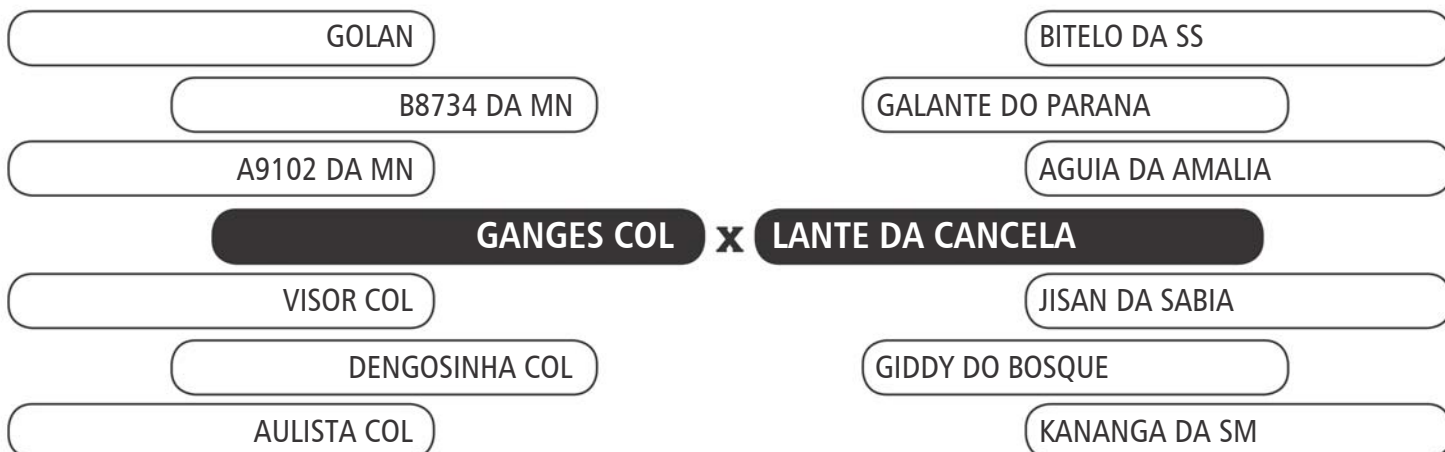 GOLAN BITELO DA SS
B8734 DA MN GALANTE DO PARANA
A9102 DA MN AGUIA DA AMALIA
GANGES COL x LANTE DA CANCELA
VISOR COL JISAN DA SABIA
DENGOSINHA COL GIDDY DO BOSQUE
AULISTA COL KANANGA DA SM